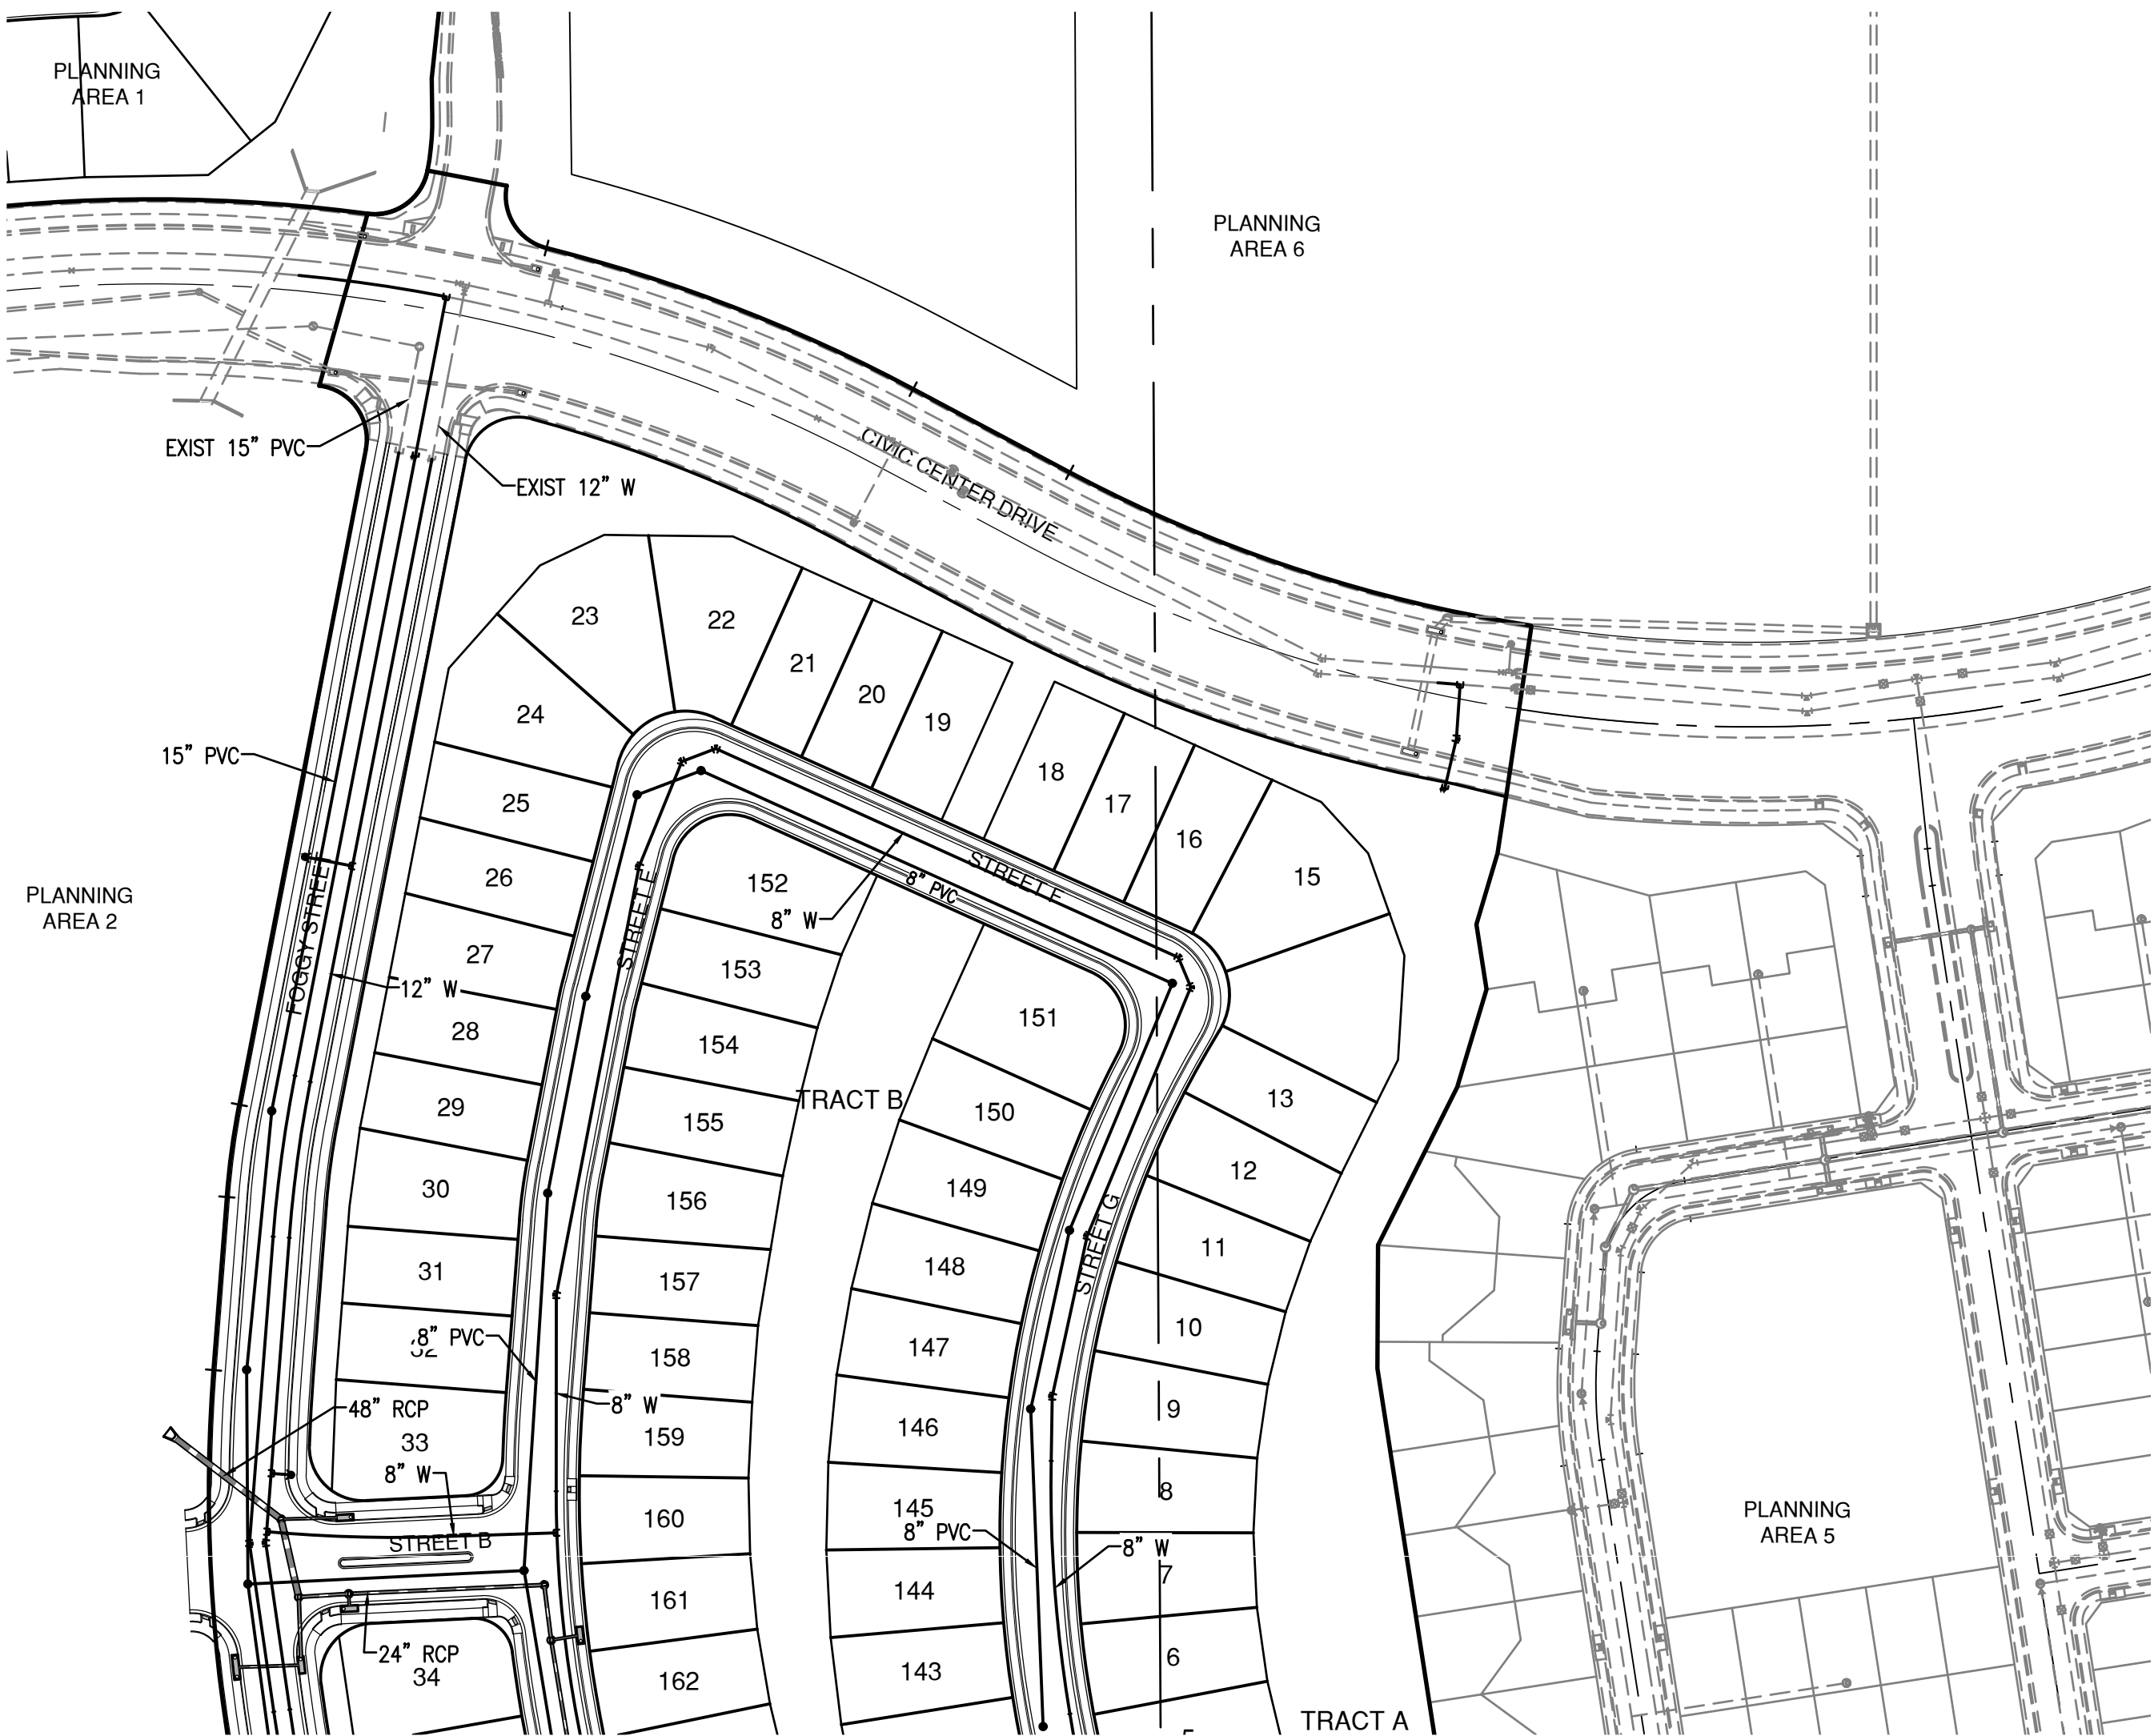 PLANNING
AREA 1
PLANNING
AREA 6
EXIST 15” PVC
EXIST 12” W
CIVIC CENTER DRIVE
23
22
21
20
19
24
18
17
16
15
15” PVC
25
26
152
8” PVC
STREET F
8” W
PLANNING
AREA 2
FOGGY STREET
STREET E
27
153
12” W
151
28
154
TRACT B
150
13
29
155
12
30
156
149
STREET G
11
31
157
148
10
8” PVC
158
147
9
8” W
48” RCP
33
159
146
8” W
8
160
145
8” PVC
STREET B
8” W
7
PLANNING
AREA 5
161
144
24” RCP
34
162
143
6
TRACT A